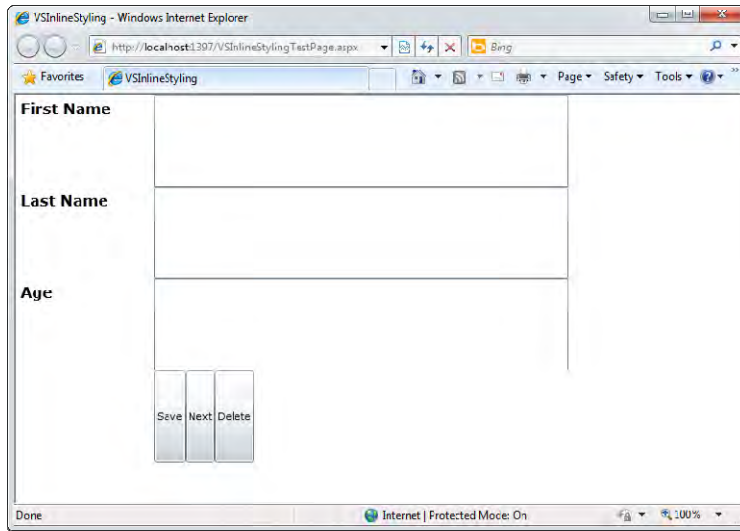 VSInlineStyling - Windows Internet Explorer
http://localhost:1397/VSInlineStylingTestPage.aspx
Bing
Favorites
VSInlineStyling
Page
Safety
Tools
First Name
Last Name
Age
Save Next Delete
Done
Internet | Protected Mode: On
100%